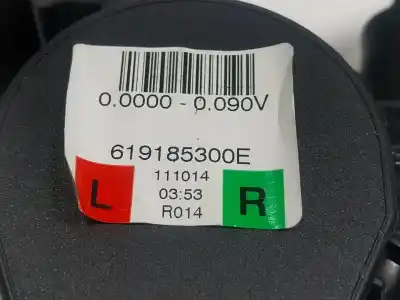 0.0000 - 0.090V
619185300E
111014
L 03:53 R
R014